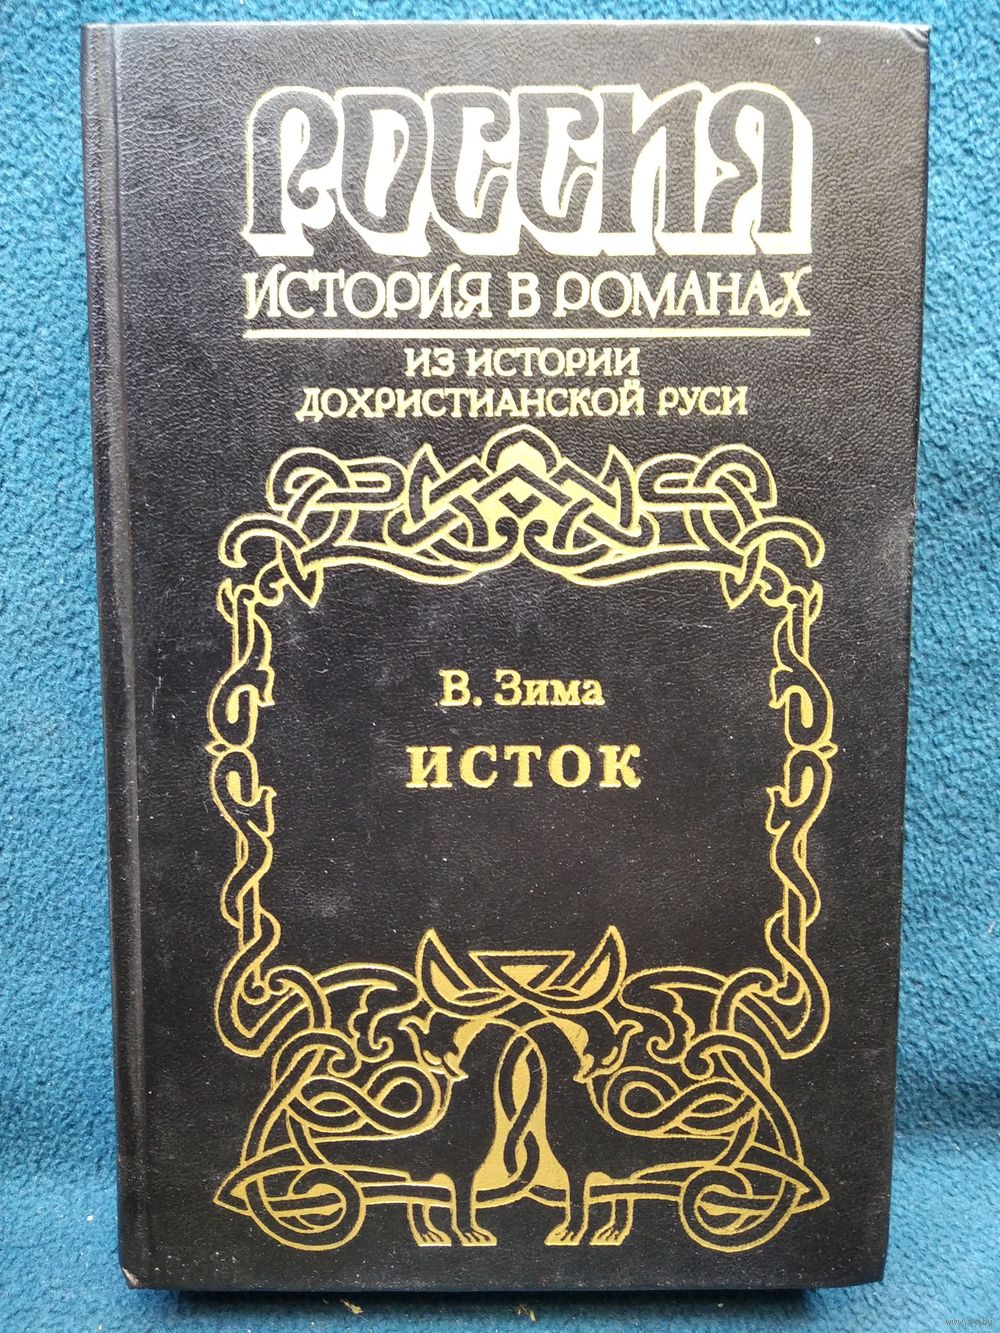 РОССИЯ
ИСТОРИЯ В РОМАНАХ
ИЗ ИСТОРИИ
ДОХРИСТИАНСКОЙ РУСИ
В. Зима
ИСТОК